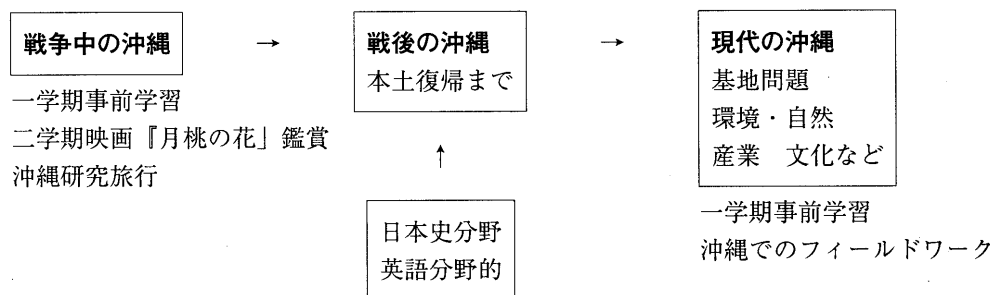 戦争中の沖縄
一学期事前学習
二学期映画『月桃の花」鑑賞
沖縄研究旅行
→
戦後の沖縄
本土復帰まで
↑
日本史分野
英語分野的
→
現代の沖縄
基地問題
環境・自然
産業　文化など
一学期事前学習
沖縄でのフィールドワーク